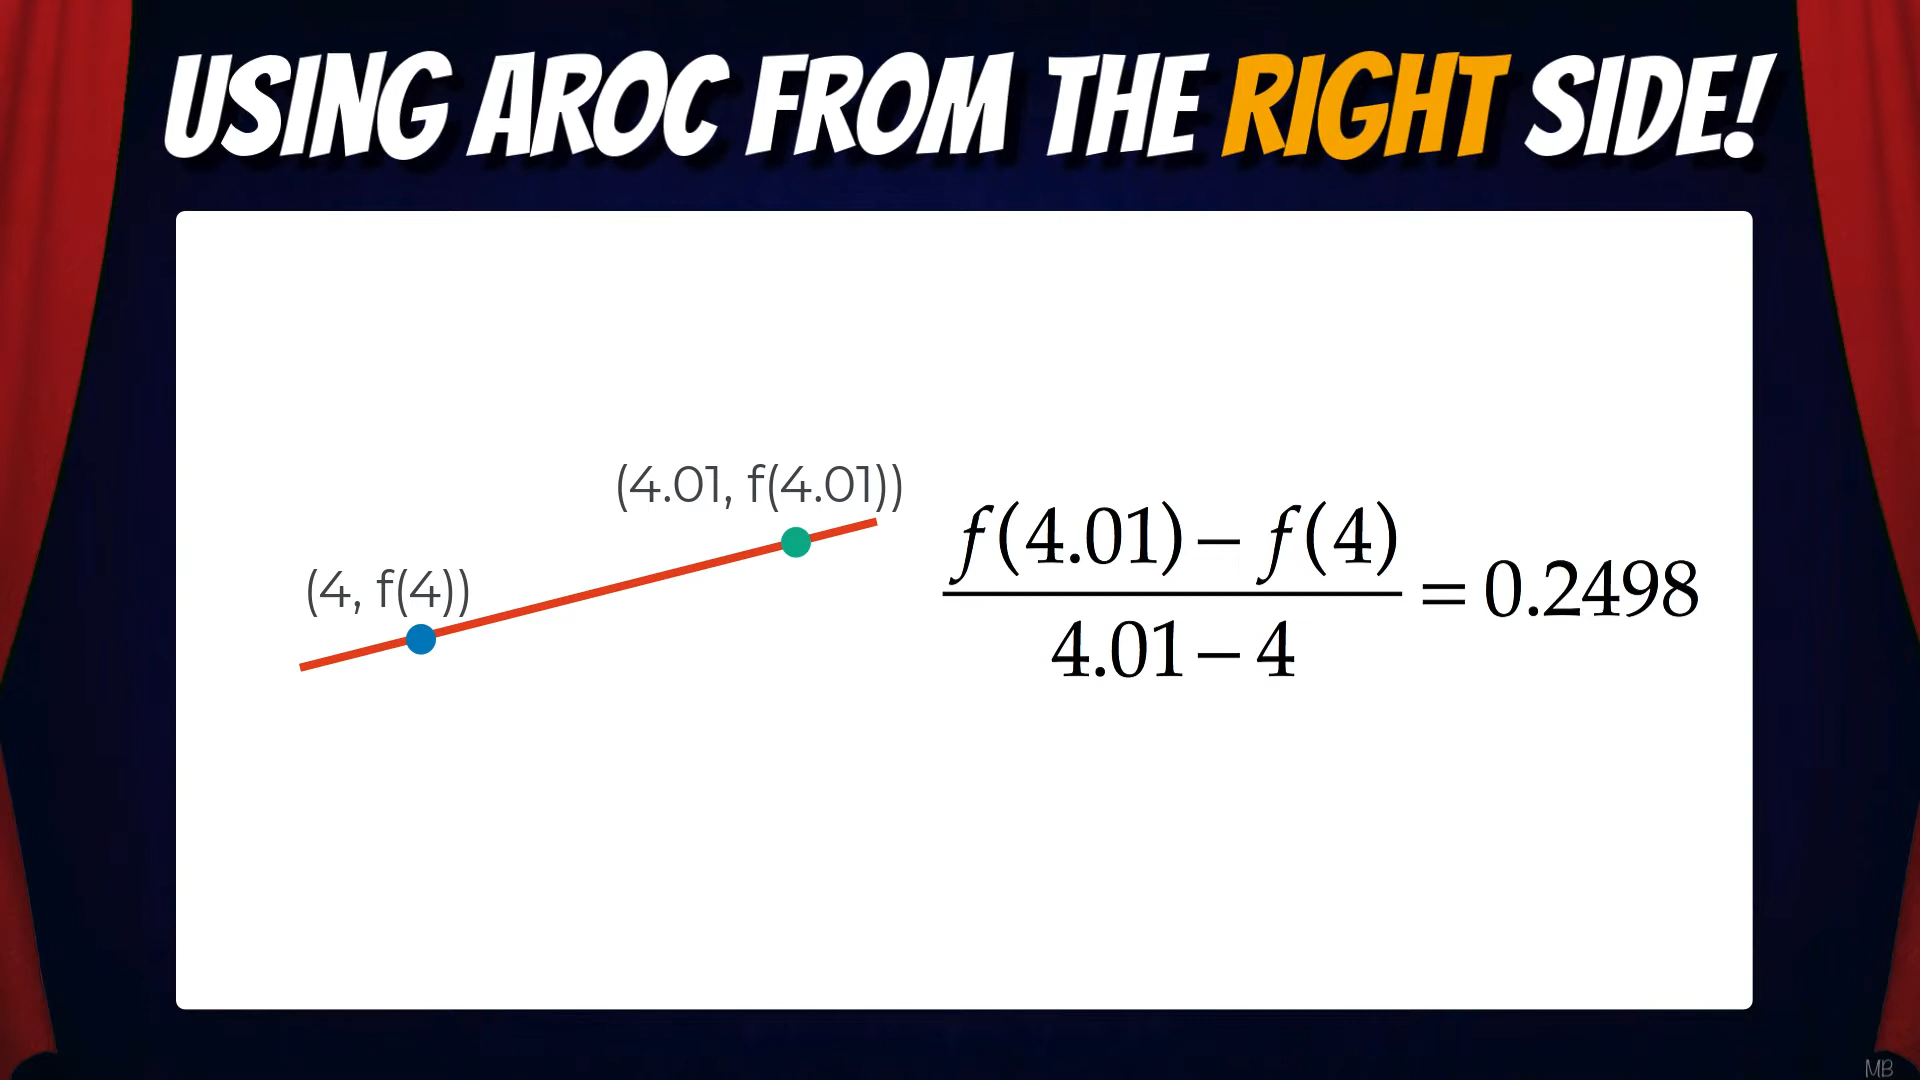 USING AROC FROM THE RIGHT SIDE!
(4.01, f(4.01))
(4, f(4))
f(4.01) – f(4)
4.01 – 4
= 0.2498
MB